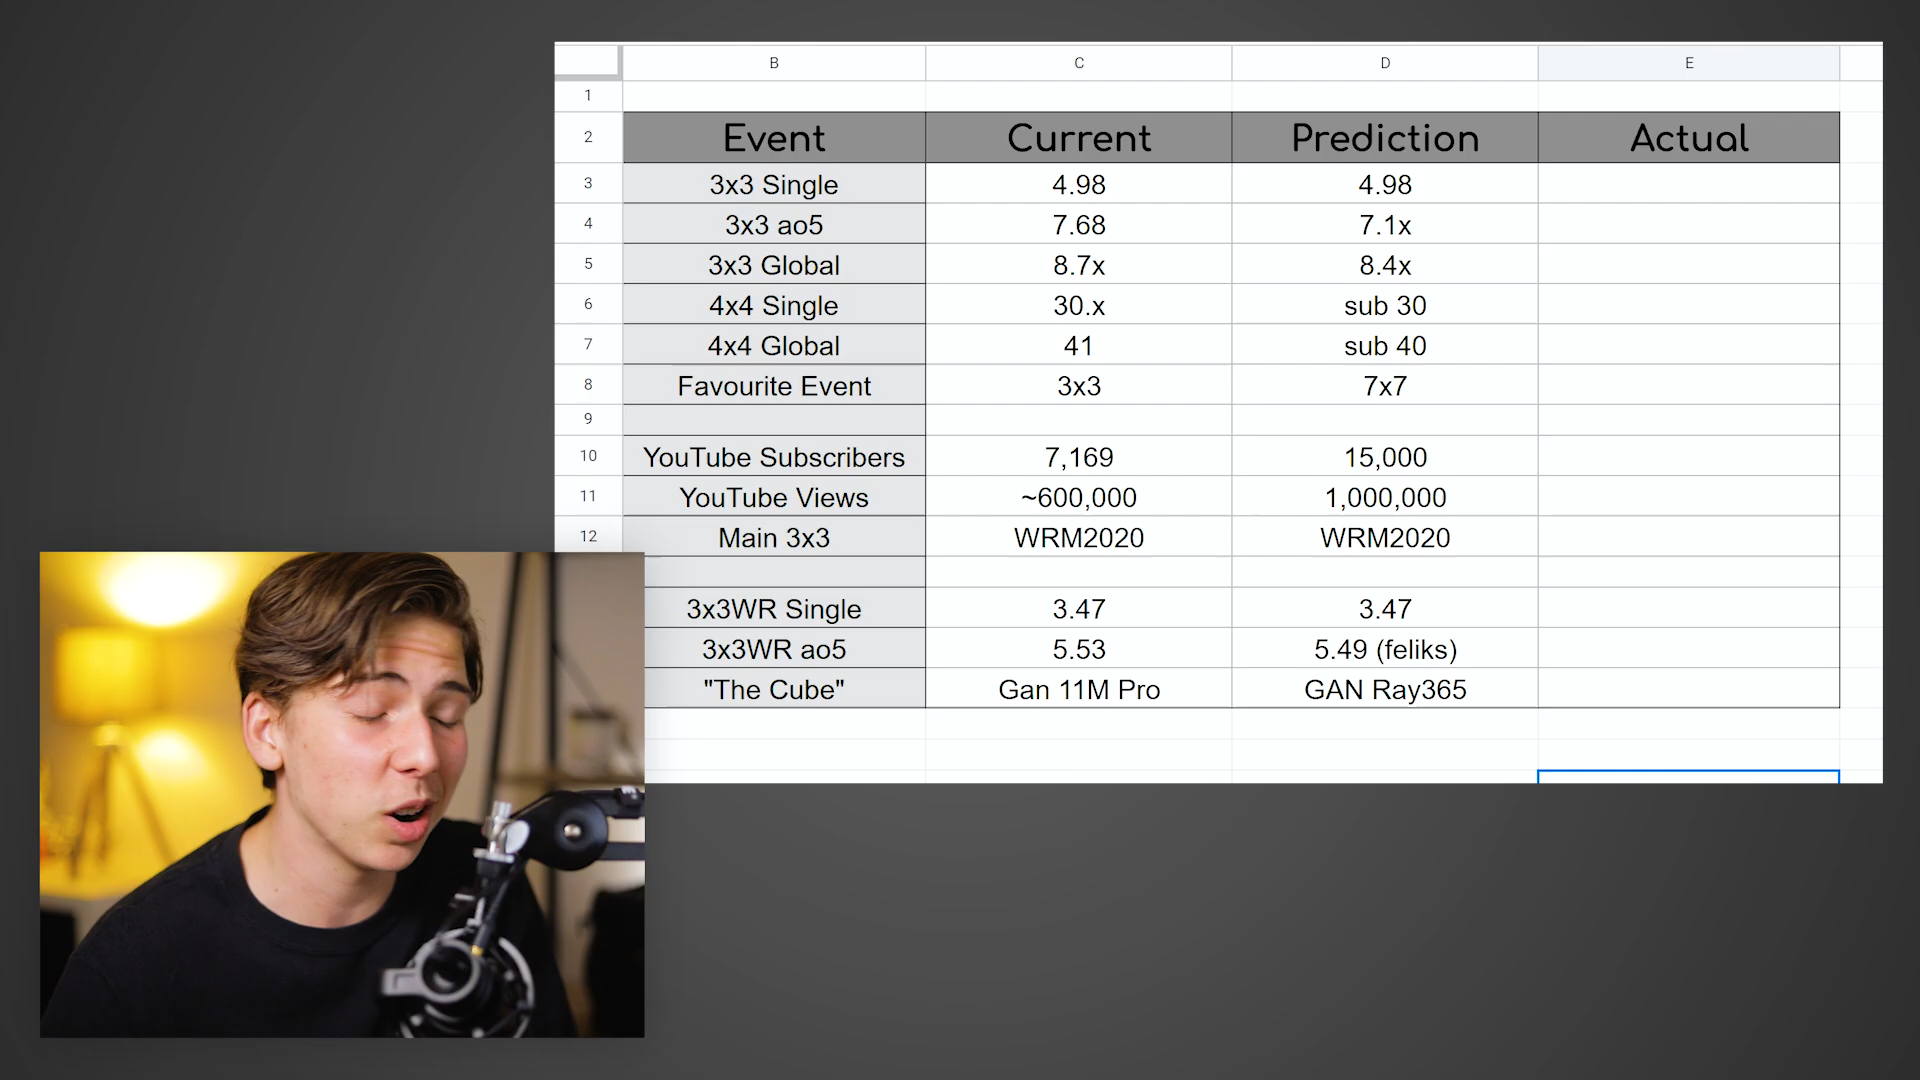 B C D E
1
2 Event Current Prediction Actual
3 3x3 Single 4.98 4.98
4 3x3 ao5 7.68 7.1x
5 3x3 Global 8.7x 8.4x
6 4x4 Single 30.x sub 30
7 4x4 Global 41 sub 40
8 Favourite Event 3x3 7x7
9
10 YouTube Subscribers 7,169 15,000
11 YouTube Views ~600,000 1,000,000
12 Main 3x3 WRM2020 WRM2020
3x3WR Single 3.47 3.47
3x3WR ao5 5.53 5.49 (feliks)
"The Cube" Gan 11M Pro GAN Ray365